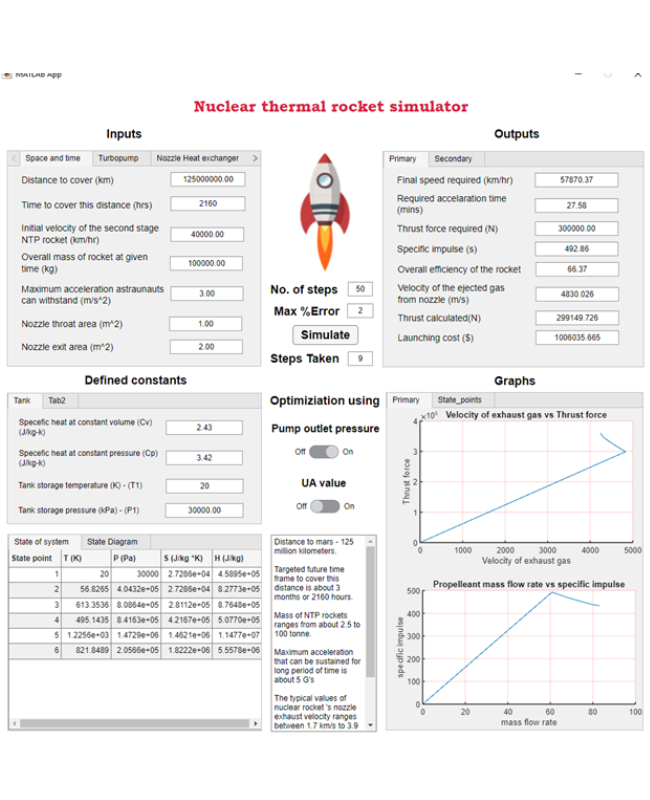 MATLAB App
Nuclear thermal rocket simulator
Inputs
Space and time Turbopump Nozzle Heat exchanger
Distance to cover (km) 125000000.00
Time to cover this distance (hrs) 2160
Initial velocity of the second stage
NTP rocket (km/hr) 40000.00
Overall mass of rocket at given
time (kg) 100000.00
Maximum acceleration astraunauts
can withstand (m/s^2) 3.00
Nozzle throat area (m^2) 1.00
Nozzle exit area (m^2) 2.00
No. of steps 50
Max %Error 2
Simulate
Steps Taken 9
Outputs
Primary Secondary
Final speed required (km/hr) 57870.37
Required accelaration time
(mins) 27.58
Thrust force required (N) 300000.00
Specific impulse (s) 492.86
Overall efficiency of the rocket 66.37
Velocity of the ejected gas
from nozzle (m/s) 4830.026
Thrust calculated(N) 299149.726
Launching cost ($) 1006035.665
Defined constants
Tank Tab2
Specefic heat at constant volume (Cv)
(J/kg-k) 2.43
Specefic heat at constant pressure (Cp)
(J/kg-k) 3.42
Tank storage temperature (K) - (T1) 20
Tank storage pressure (kPa) - (P1) 30000.00
Optimiziation using
Pump outlet pressure
Off On
UA value
Off On
Graphs
Primary State_points
×10^5 Velocity of exhaust gas vs Thrust force
4
3
2
1
0
Thrust force
0 1000 2000 3000 4000 5000
Velocity of exhaust gas
Propelleant mass flow rate vs specific impulse
500
400
300
200
100
0
specific impulse
0 20 40 60 80 100
mass flow rate
State of system State Diagram
State point T (K) P (Pa) S (J/kg *K) H (J/kg)
1 20 30000 2.7286e+04 4.5895e+05
2 56.8265 4.0432e+05 2.7286e+04 8.2773e+05
3 613.3536 8.0864e+05 2.8112e+05 8.7648e+05
4 495.1435 8.4163e+05 4.2167e+05 5.0770e+05
5 1.2256e+03 1.4729e+06 1.4621e+06 1.1477e+07
6 821.8489 2.0566e+05 1.8222e+06 5.5578e+06
Distance to mars - 125
million kilometers.
Targeted future time
frame to cover this
distance is about 3
months or 2160 hours.
Mass of NTP rockets
ranges from about 2.5 to
100 tonne.
Maximum acceleration
that can be sustained for
long period of time is
about 5 G's
The typical values of
nuclear rocket 's nozzle
exhaust velocity ranges
between 1.7 km/s to 3.9